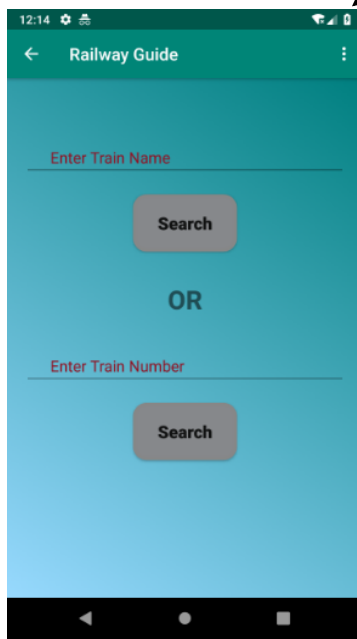 12:14
Railway Guide
Enter Train Name
Search
OR
Enter Train Number
Search